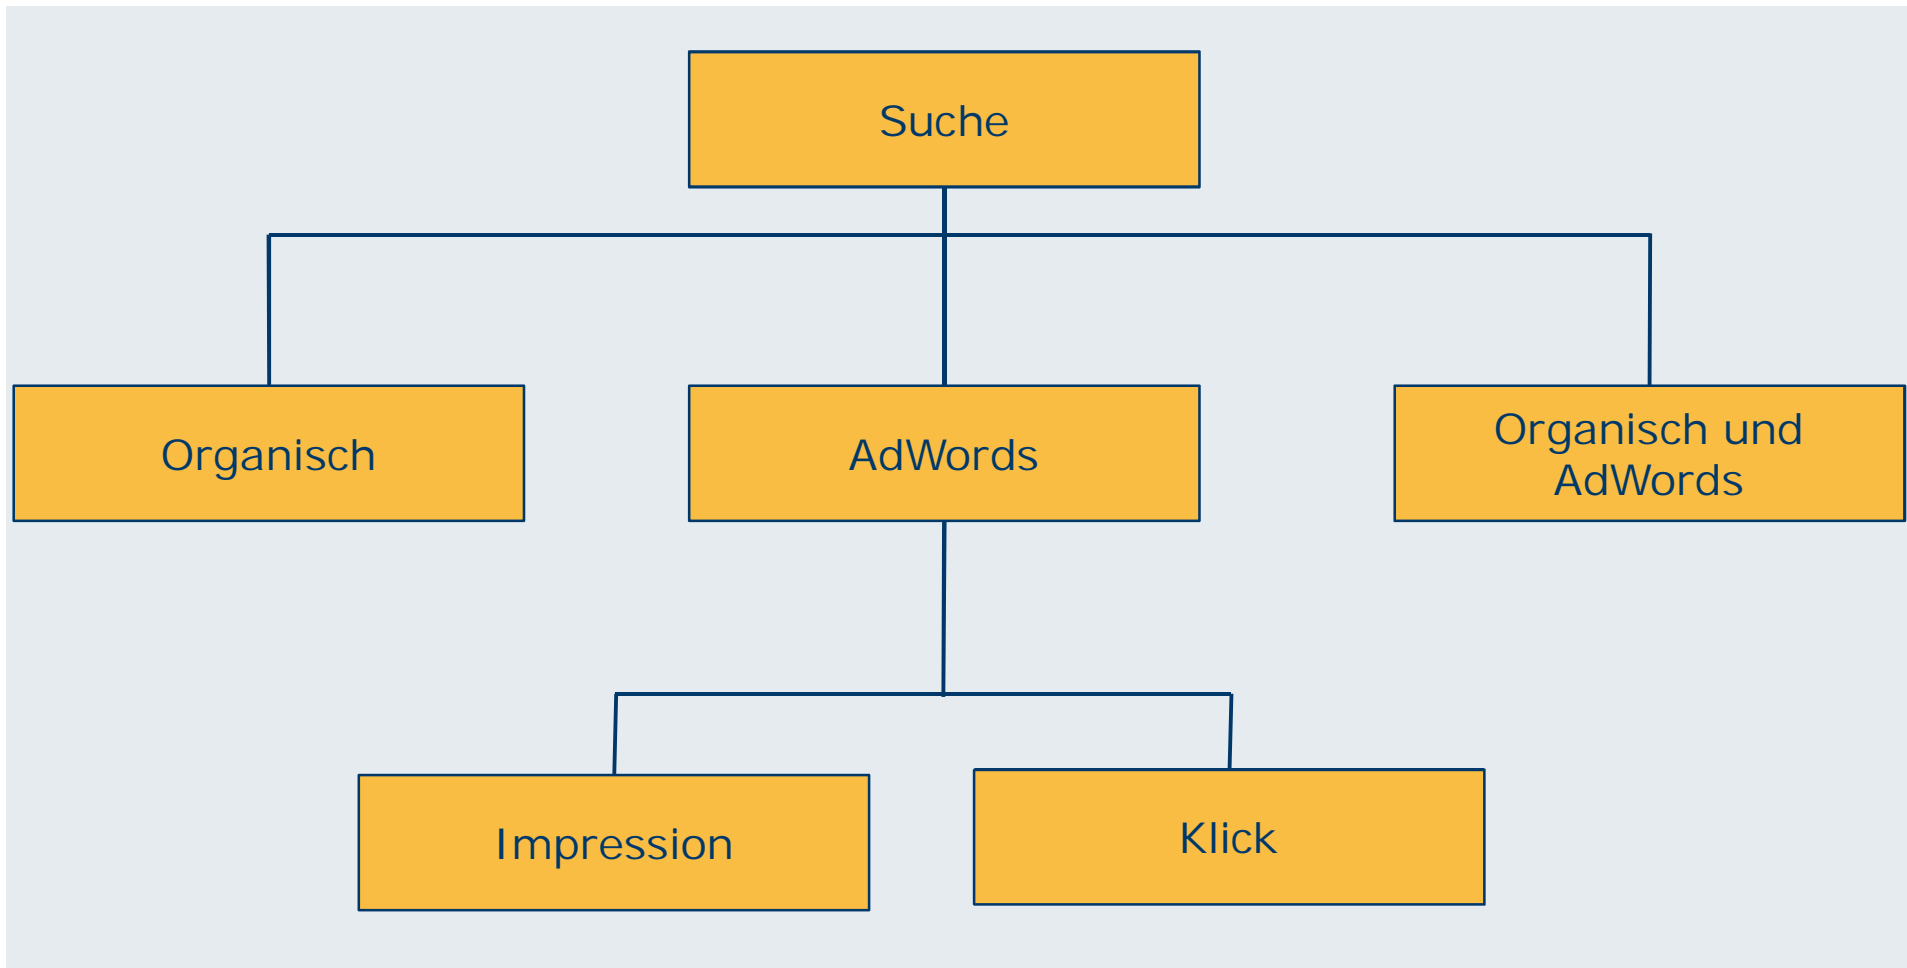 Suche
Organisch
AdWords
Organisch und
AdWords
Impression
Klick